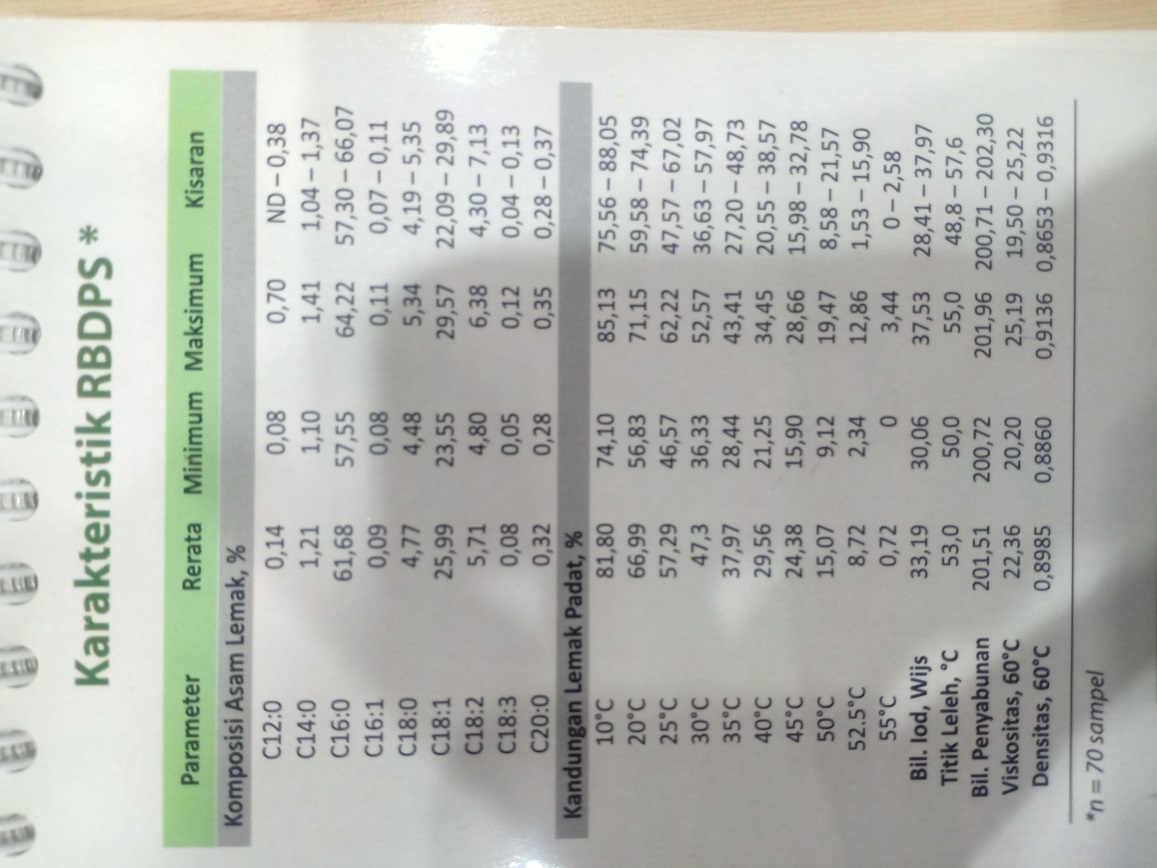 Karakteristik RBDPS *
Parameter Rerata Minimum Maksimum Kisaran
Komposisi Asam Lemak, %
C12:0 0,14 0,08 0,70 ND – 0,38
C14:0 1,21 1,10 1,41 1,04 – 1,37
C16:0 61,68 57,55 64,22 57,30 – 66,07
C16:1 0,09 0,08 0,11 0,07 – 0,11
C18:0 4,77 4,48 5,34 4,19 – 5,35
C18:1 25,99 23,55 29,57 22,09 – 29,89
C18:2 5,71 4,80 6,38 4,30 – 7,13
C18:3 0,08 0,05 0,12 0,04 – 0,13
C20:0 0,32 0,28 0,35 0,28 – 0,37
Kandungan Lemak Padat, %
10°C 81,80 74,10 85,13 75,56 – 88,05
20°C 66,99 56,83 71,15 59,58 – 74,39
25°C 57,29 46,57 62,22 47,57 – 67,02
30°C 47,3 36,33 52,57 36,63 – 57,97
35°C 37,97 28,44 43,41 27,20 – 48,73
40°C 29,56 21,25 34,45 20,55 – 38,57
45°C 24,38 15,90 28,66 15,98 – 32,78
50°C 15,07 9,12 19,47 8,58 – 21,57
52.5°C 8,72 2,34 12,86 1,53 – 15,90
55°C 0,72 0 3,44 0 – 2,58
Bil. Iod, Wijs 33,19 30,06 37,53 28,41 – 37,97
Titik Leleh, °C 53,0 50,0 55,0 48,8 – 57,6
Bil. Penyabunan 201,51 200,72 201,96 200,71 – 202,30
Viskositas, 60°C 22,36 20,20 25,19 19,50 – 25,22
Densitas, 60°C 0,8985 0,8860 0,9136 0,8653 – 0,9316
*n = 70 sampel